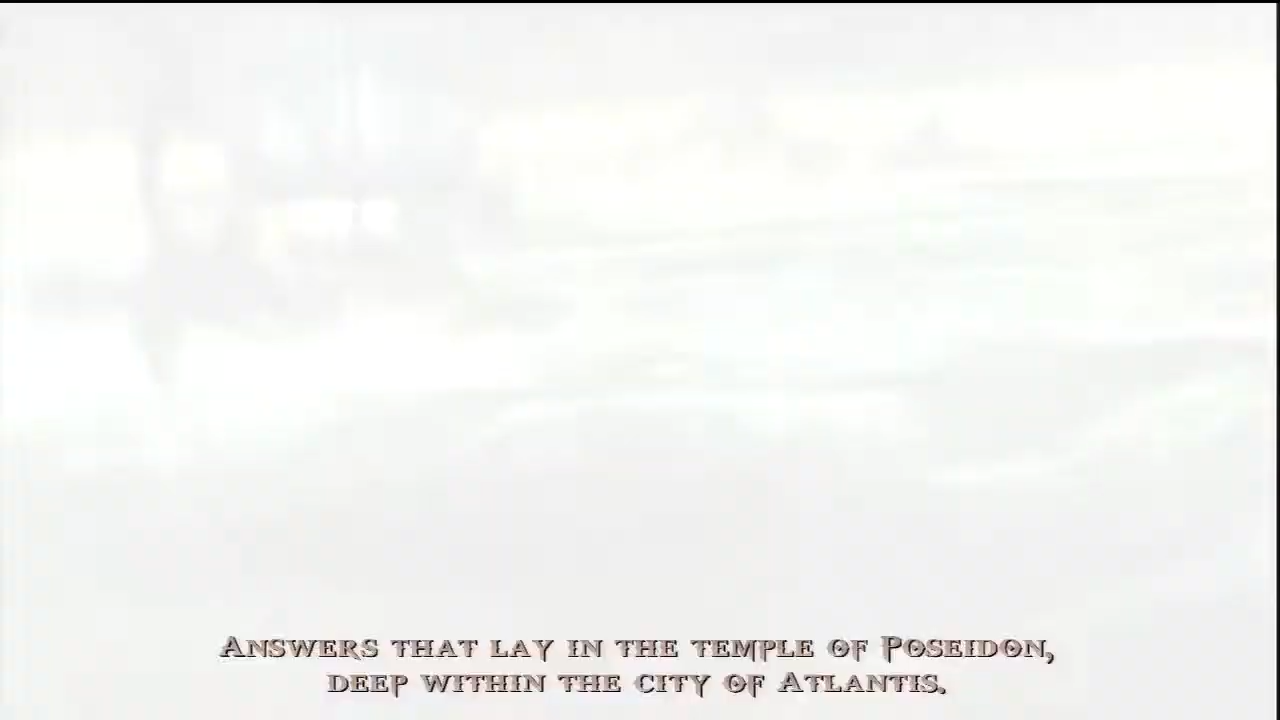 Answers that lay in the temple of Poseidon,
deep within the city of Atlantis.